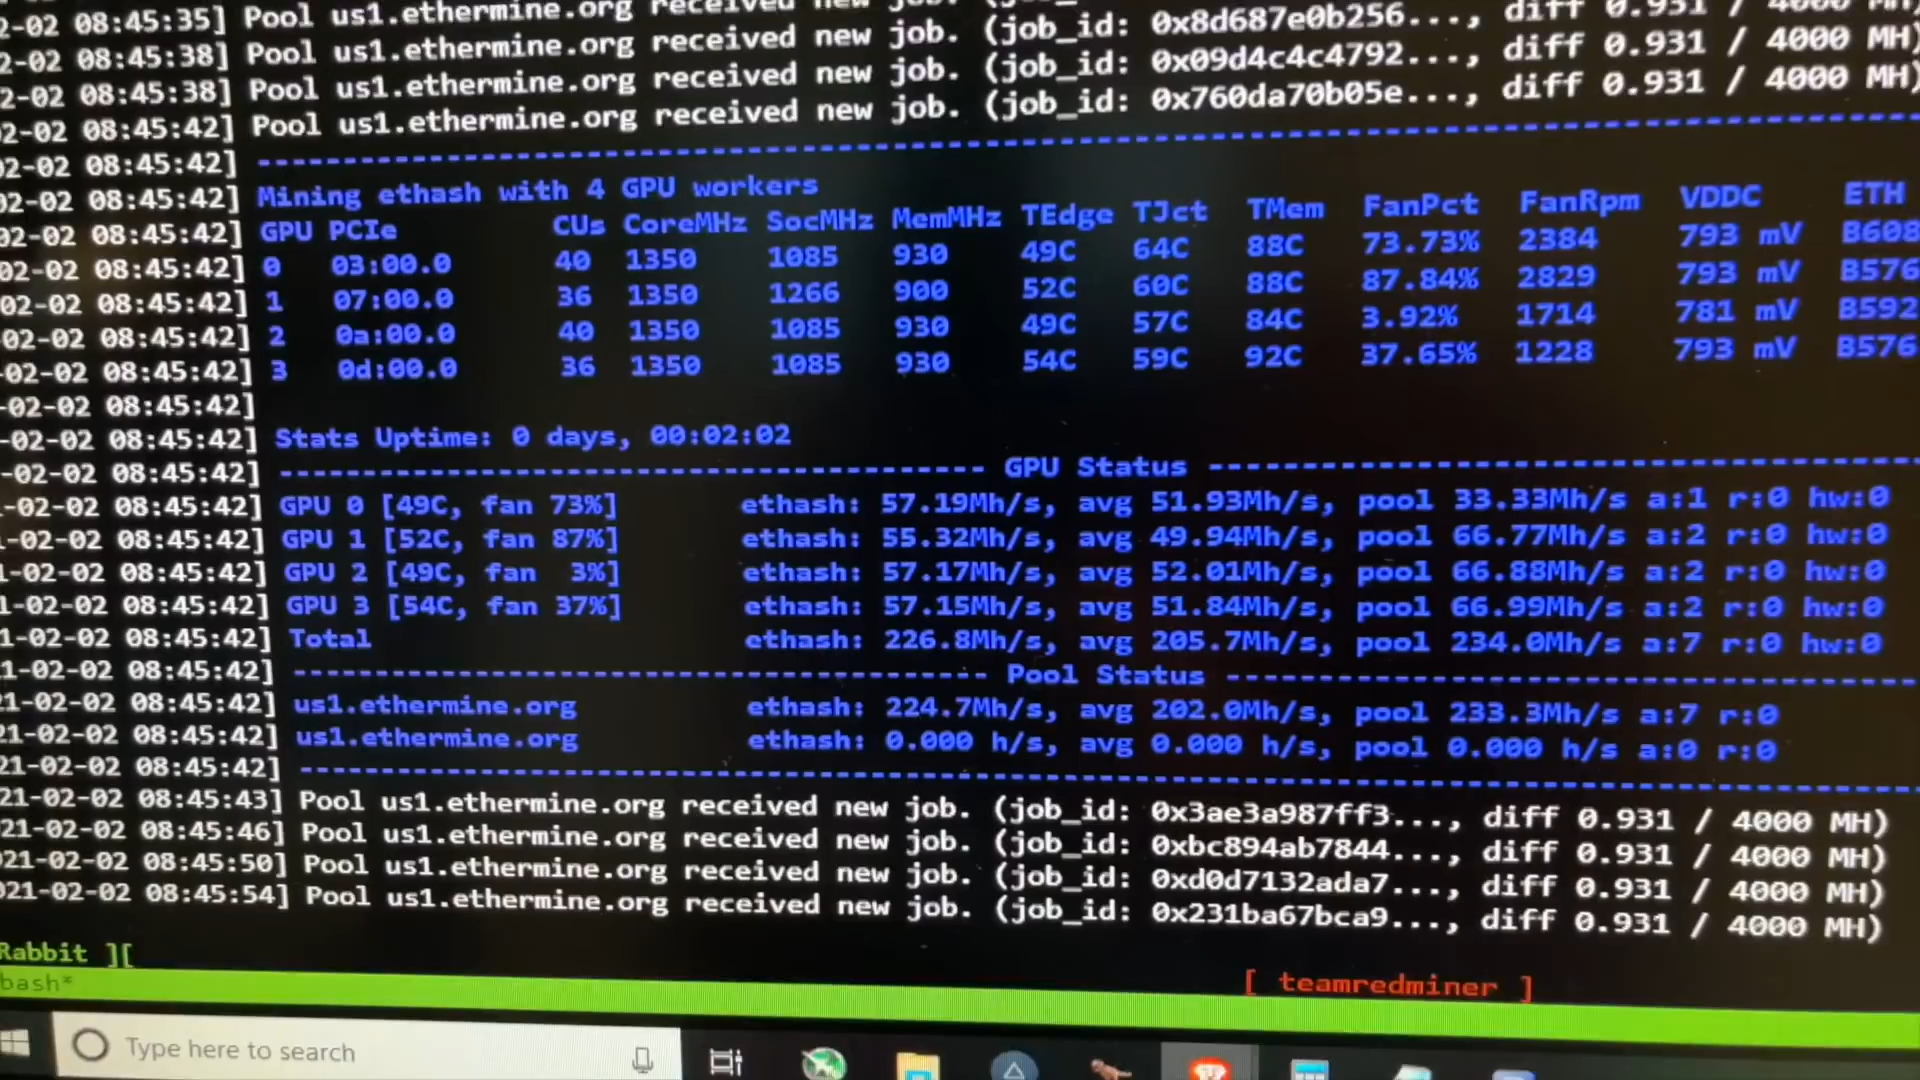 2-02 08:45:35] Pool us1.ethermine.org received new job. (job_id: 0x8d687e0b256..., diff 0.931 / 4000 MH)
2-02 08:45:38] Pool us1.ethermine.org received new job. (job_id: 0x09d4c4c4792..., diff 0.931 / 4000 MH)
2-02 08:45:38] Pool us1.ethermine.org received new job. (job_id: 0x760da70b05e..., diff 0.931 / 4000 MH)
2-02 08:45:42] Pool us1.ethermine.org received new job.
02-02 08:45:42] ----------
02-02 08:45:42] Mining ethash with 4 GPU workers
02-02 08:45:42] GPU PCIe CUs CoreMHz SocMHz MemMHz TEdge TJct TMem FanPct FanRpm VDDC ETH
02-02 08:45:42] 0 03:00.0 40 1350 1085 930 49C 64C 88C 73.73% 2384 793 mV B608
02-02 08:45:42] 1 07:00.0 36 1350 1266 900 52C 60C 88C 87.84% 2829 793 mV B576
-02-02 08:45:42] 2 0a:00.0 40 1350 1085 930 49C 57C 84C 3.92% 1714 781 mV B592
-02-02 08:45:42] 3 0d:00.0 36 1350 1085 930 54C 59C 92C 37.65% 1228 793 mV B576
-02-02 08:45:42]
-02-02 08:45:42] Stats Uptime: 0 days, 00:02:02
-02-02 08:45:42] ---------- GPU Status ----------
-02-02 08:45:42] GPU 0 [49C, fan 73%] ethash: 57.19Mh/s, avg 51.93Mh/s, pool 33.33Mh/s a:1 r:0 hw:0
1-02-02 08:45:42] GPU 1 [52C, fan 87%] ethash: 55.32Mh/s, avg 49.94Mh/s, pool 66.77Mh/s a:2 r:0 hw:0
1-02-02 08:45:42] GPU 2 [49C, fan 3%] ethash: 57.17Mh/s, avg 52.01Mh/s, pool 66.88Mh/s a:2 r:0 hw:0
1-02-02 08:45:42] GPU 3 [54C, fan 37%] ethash: 57.15Mh/s, avg 51.84Mh/s, pool 66.99Mh/s a:2 r:0 hw:0
1-02-02 08:45:42] Total ethash: 226.8Mh/s, avg 205.7Mh/s, pool 234.0Mh/s a:7 r:0 hw:0
1-02-02 08:45:42] ---------- Pool Status ----------
21-02-02 08:45:42] us1.ethermine.org ethash: 224.7Mh/s, avg 202.0Mh/s, pool 233.3Mh/s a:7 r:0
21-02-02 08:45:42] us1.ethermine.org ethash: 0.000 h/s, avg 0.000 h/s, pool 0.000 h/s a:0 r:0
21-02-02 08:45:42] ----------
21-02-02 08:45:43] Pool us1.ethermine.org received new job. (job_id: 0x3ae3a987ff3..., diff 0.931 / 4000 MH)
21-02-02 08:45:46] Pool us1.ethermine.org received new job. (job_id: 0xbc894ab7844..., diff 0.931 / 4000 MH)
021-02-02 08:45:50] Pool us1.ethermine.org received new job. (job_id: 0xd0d7132ada7..., diff 0.931 / 4000 MH)
021-02-02 08:45:54] Pool us1.ethermine.org received new job. (job_id: 0x231ba67bca9..., diff 0.931 / 4000 MH)
Rabbit ][
bash* [ teamredminer ]
Type here to search